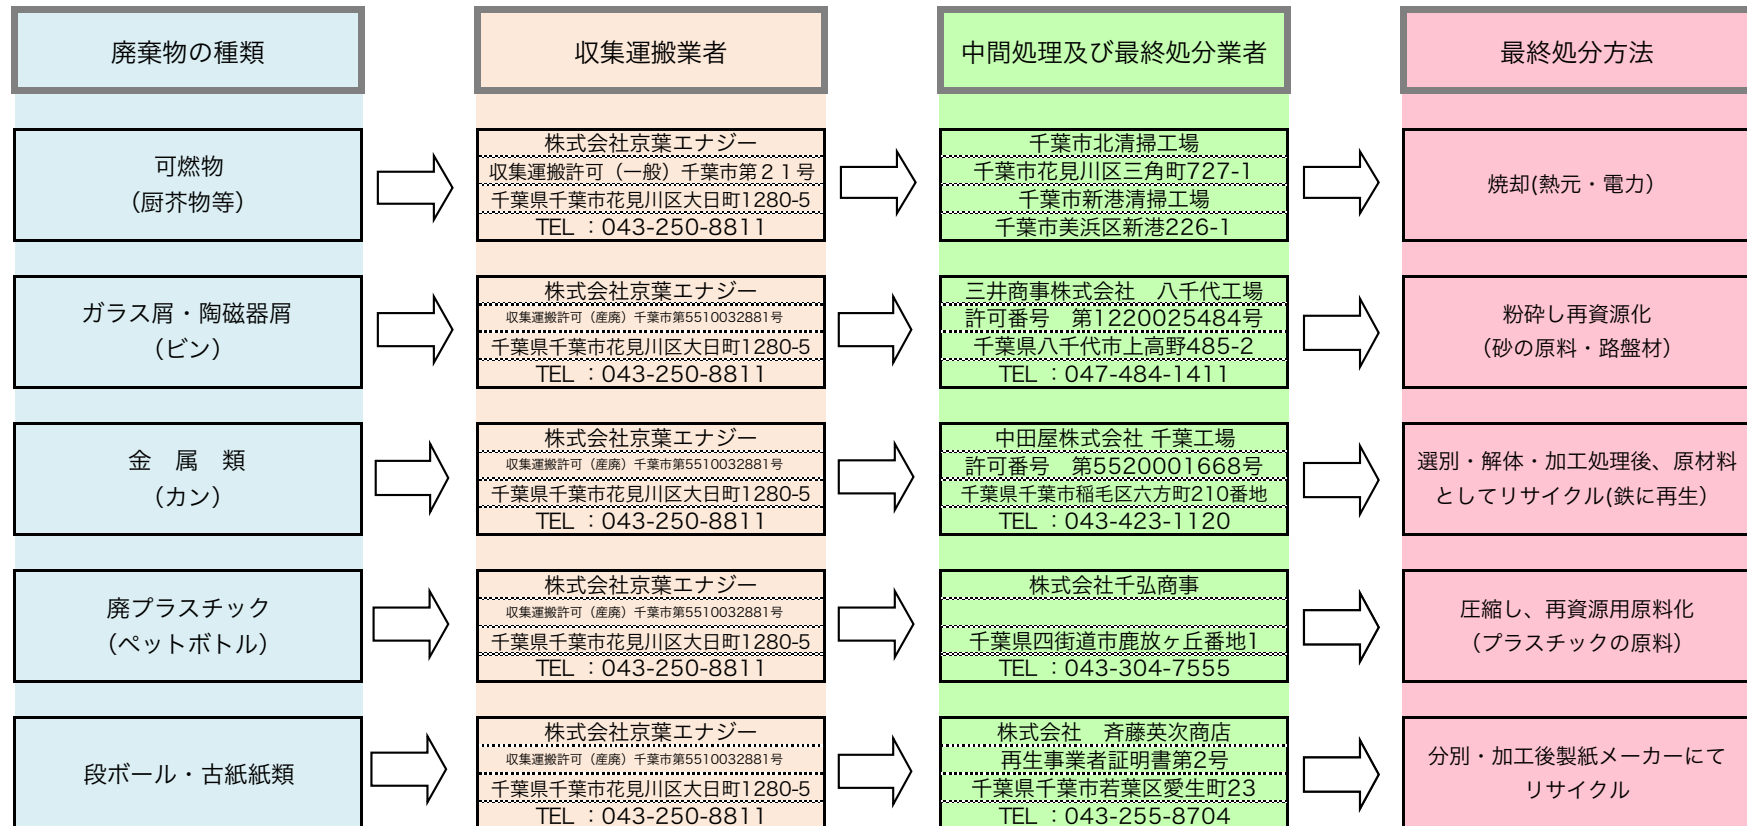 廃棄物の種類
収集運搬業者
中間処理及び最終処分業者
最終処分方法
可燃物
（厨芥物等）
株式会社京葉エナジー
収集運搬許可（一般）千葉市第２１号
千葉県千葉市花見川区大日町1280-5
TEL ：043-250-8811
千葉市北清掃工場
千葉市花見川区三角町727-1
千葉市新港清掃工場
千葉市美浜区新港226-1
焼却(熱元・電力）
ガラス屑・陶磁器屑
（ビン）
株式会社京葉エナジー
収集運搬許可（産廃）千葉市第5510032881号
千葉県千葉市花見川区大日町1280-5
TEL ：043-250-8811
三井商事株式会社　八千代工場
許可番号　第1220025484号
千葉県八千代市上高野485-2
TEL ：047-484-1411
粉砕し再資源化
（砂の原料・路盤材）
金　属　類
（カン）
株式会社京葉エナジー
収集運搬許可（産廃）千葉市第5510032881号
千葉県千葉市花見川区大日町1280-5
TEL ：043-250-8811
中田屋株式会社 千葉工場
許可番号　第5520001668号
千葉県千葉市稲毛区六方町210番地
TEL ：043-423-1120
選別・解体・加工処理後、原材料
としてリサイクル(鉄に再生）
廃プラスチック
（ペットボトル）
株式会社京葉エナジー
収集運搬許可（産廃）千葉市第5510032881号
千葉県千葉市花見川区大日町1280-5
TEL ：043-250-8811
株式会社千弘商事
千葉県四街道市鹿放ヶ丘番地1
TEL ：043-304-7555
圧縮し、再資源用原料化
（プラスチックの原料）
段ボール・古紙紙類
株式会社京葉エナジー
収集運搬許可（産廃）千葉市第5510032881号
千葉県千葉市花見川区大日町1280-5
TEL ：043-250-8811
株式会社　斉藤英次商店
再生事業者証明書第2号
千葉県千葉市若葉区愛生町23
TEL ：043-255-8704
分別・加工後製紙メーカーにて
リサイクル